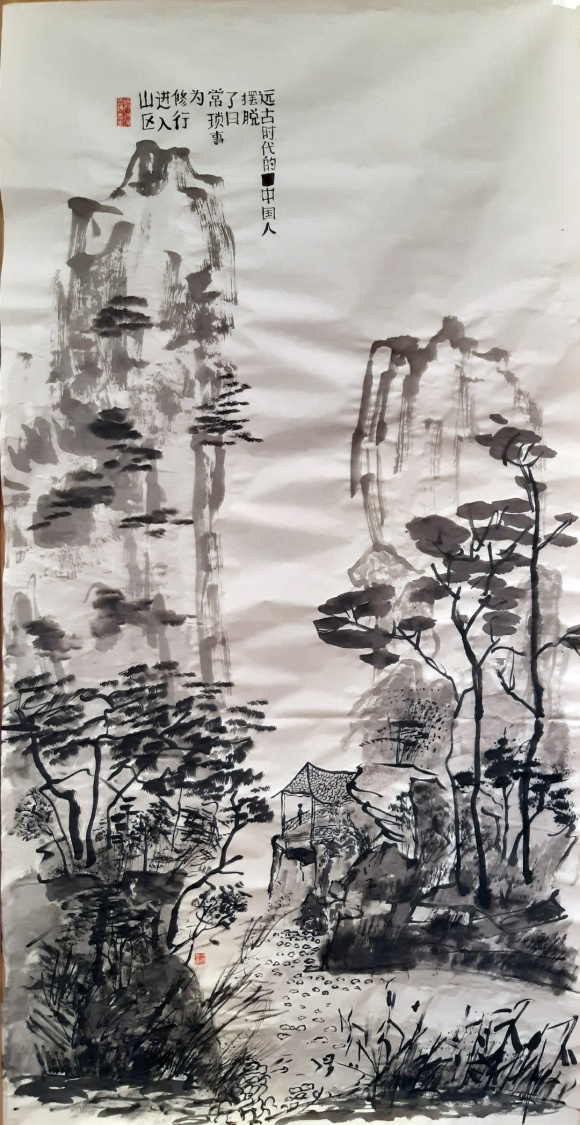 远古时代的中国人
摆脱
了日
常琐事
为
修行
进入
山区